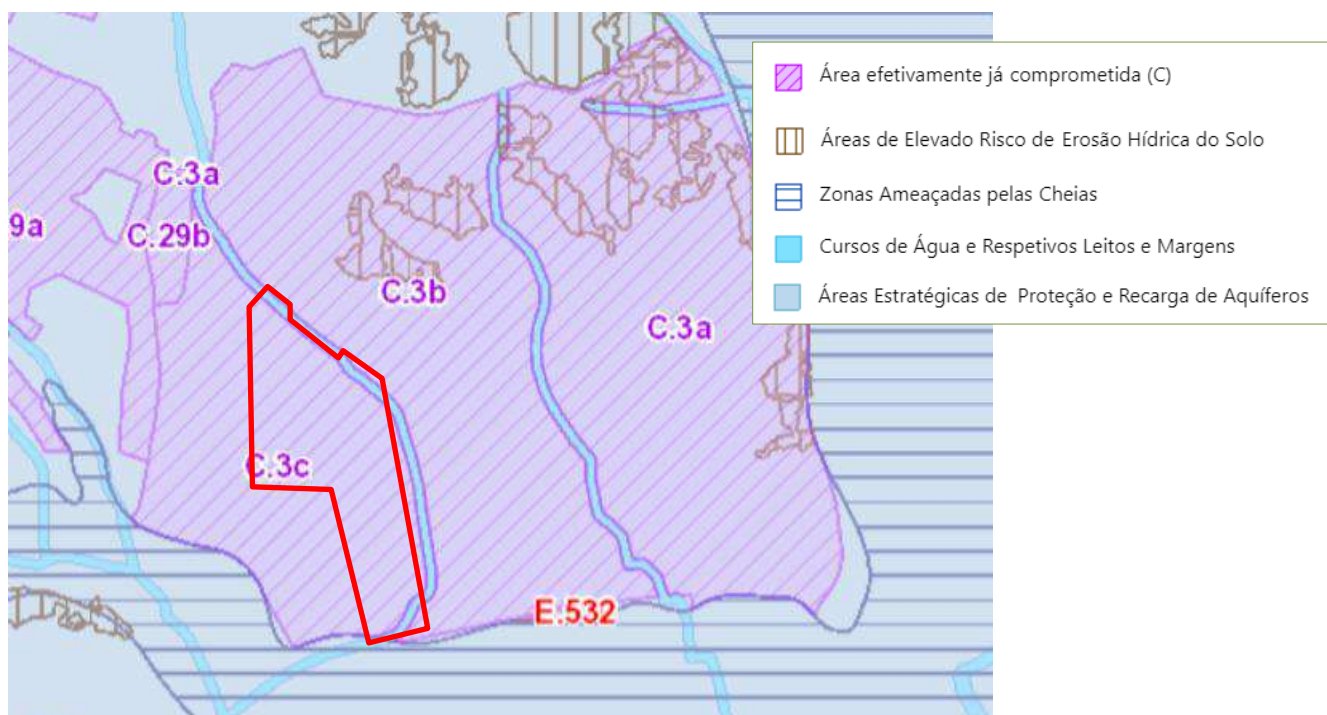 Área efetivamente já comprometida (C)
Áreas de Elevado Risco de Erosão Hídrica do Solo
Zonas Ameaçadas pelas Cheias
Cursos de Água e Respetivos Leitos e Margens
Áreas Estratégicas de Proteção e Recarga de Aquíferos
C.3a
9a
C.29b
C.3b
C.3a
C.3c
E.532